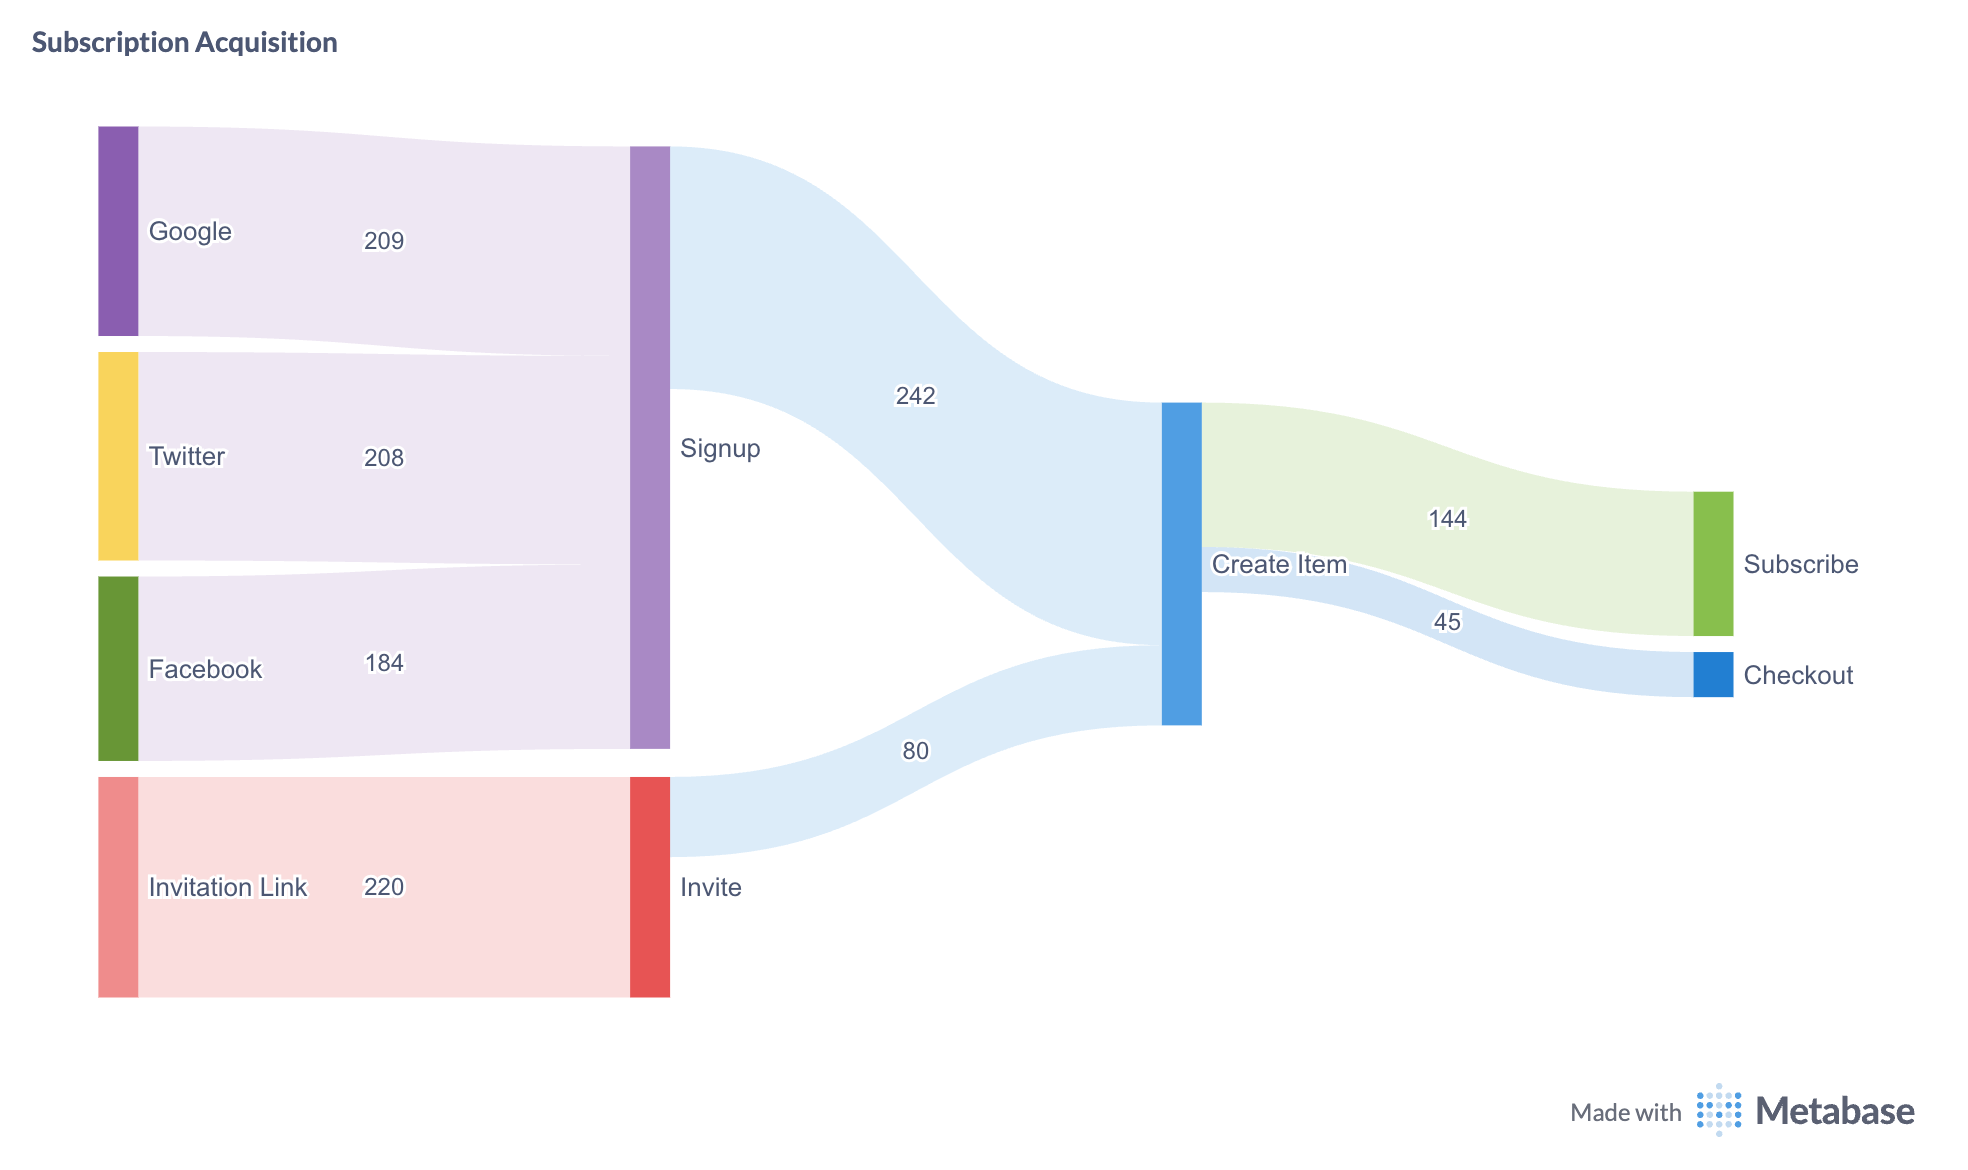 Subscription Acquisition
Google
209
Twitter
208
Facebook
184
Invitation Link
220
Signup
242
Invite
80
Create Item
144
45
Subscribe
Checkout
Made with Metabase